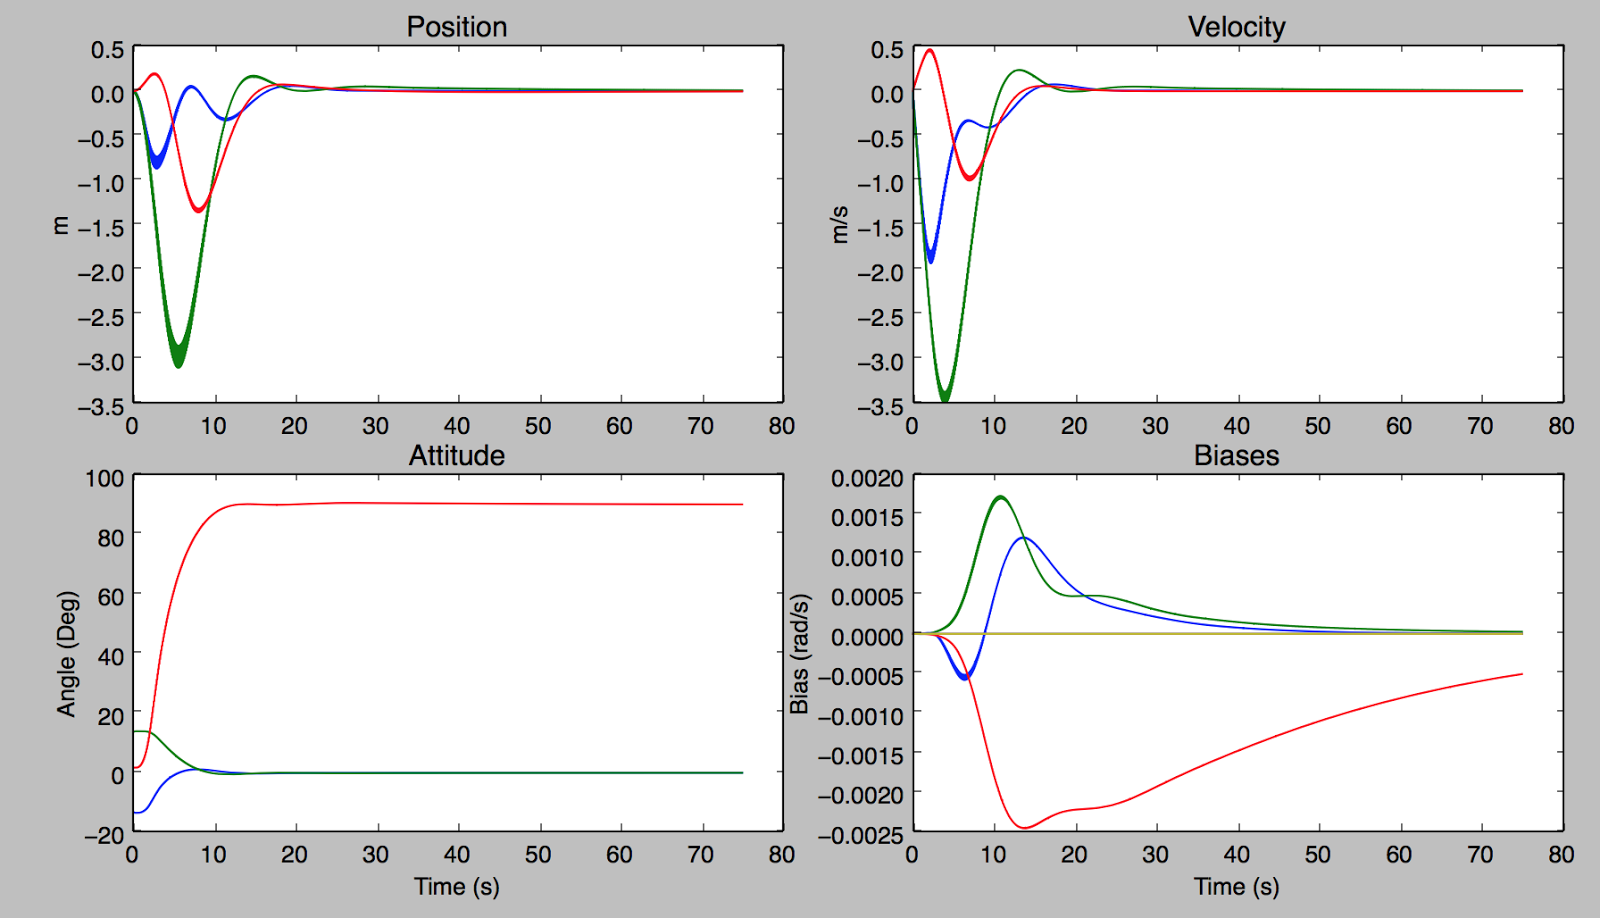 Position
0.5
0.0
−0.5
−1.0
−1.5
−2.0
−2.5
−3.0
−3.5
m
0 10 20 30 40 50 60 70 80
Velocity
0.5
0.0
−0.5
−1.0
−1.5
−2.0
−2.5
−3.0
−3.5
m/s
0 10 20 30 40 50 60 70 80
Attitude
100
80
60
40
20
0
−20
Angle (Deg)
0 10 20 30 40 50 60 70 80
Time (s)
Biases
0.0020
0.0015
0.0010
0.0005
0.0000
−0.0005
−0.0010
−0.0015
−0.0020
−0.0025
Bias (rad/s)
0 10 20 30 40 50 60 70 80
Time (s)